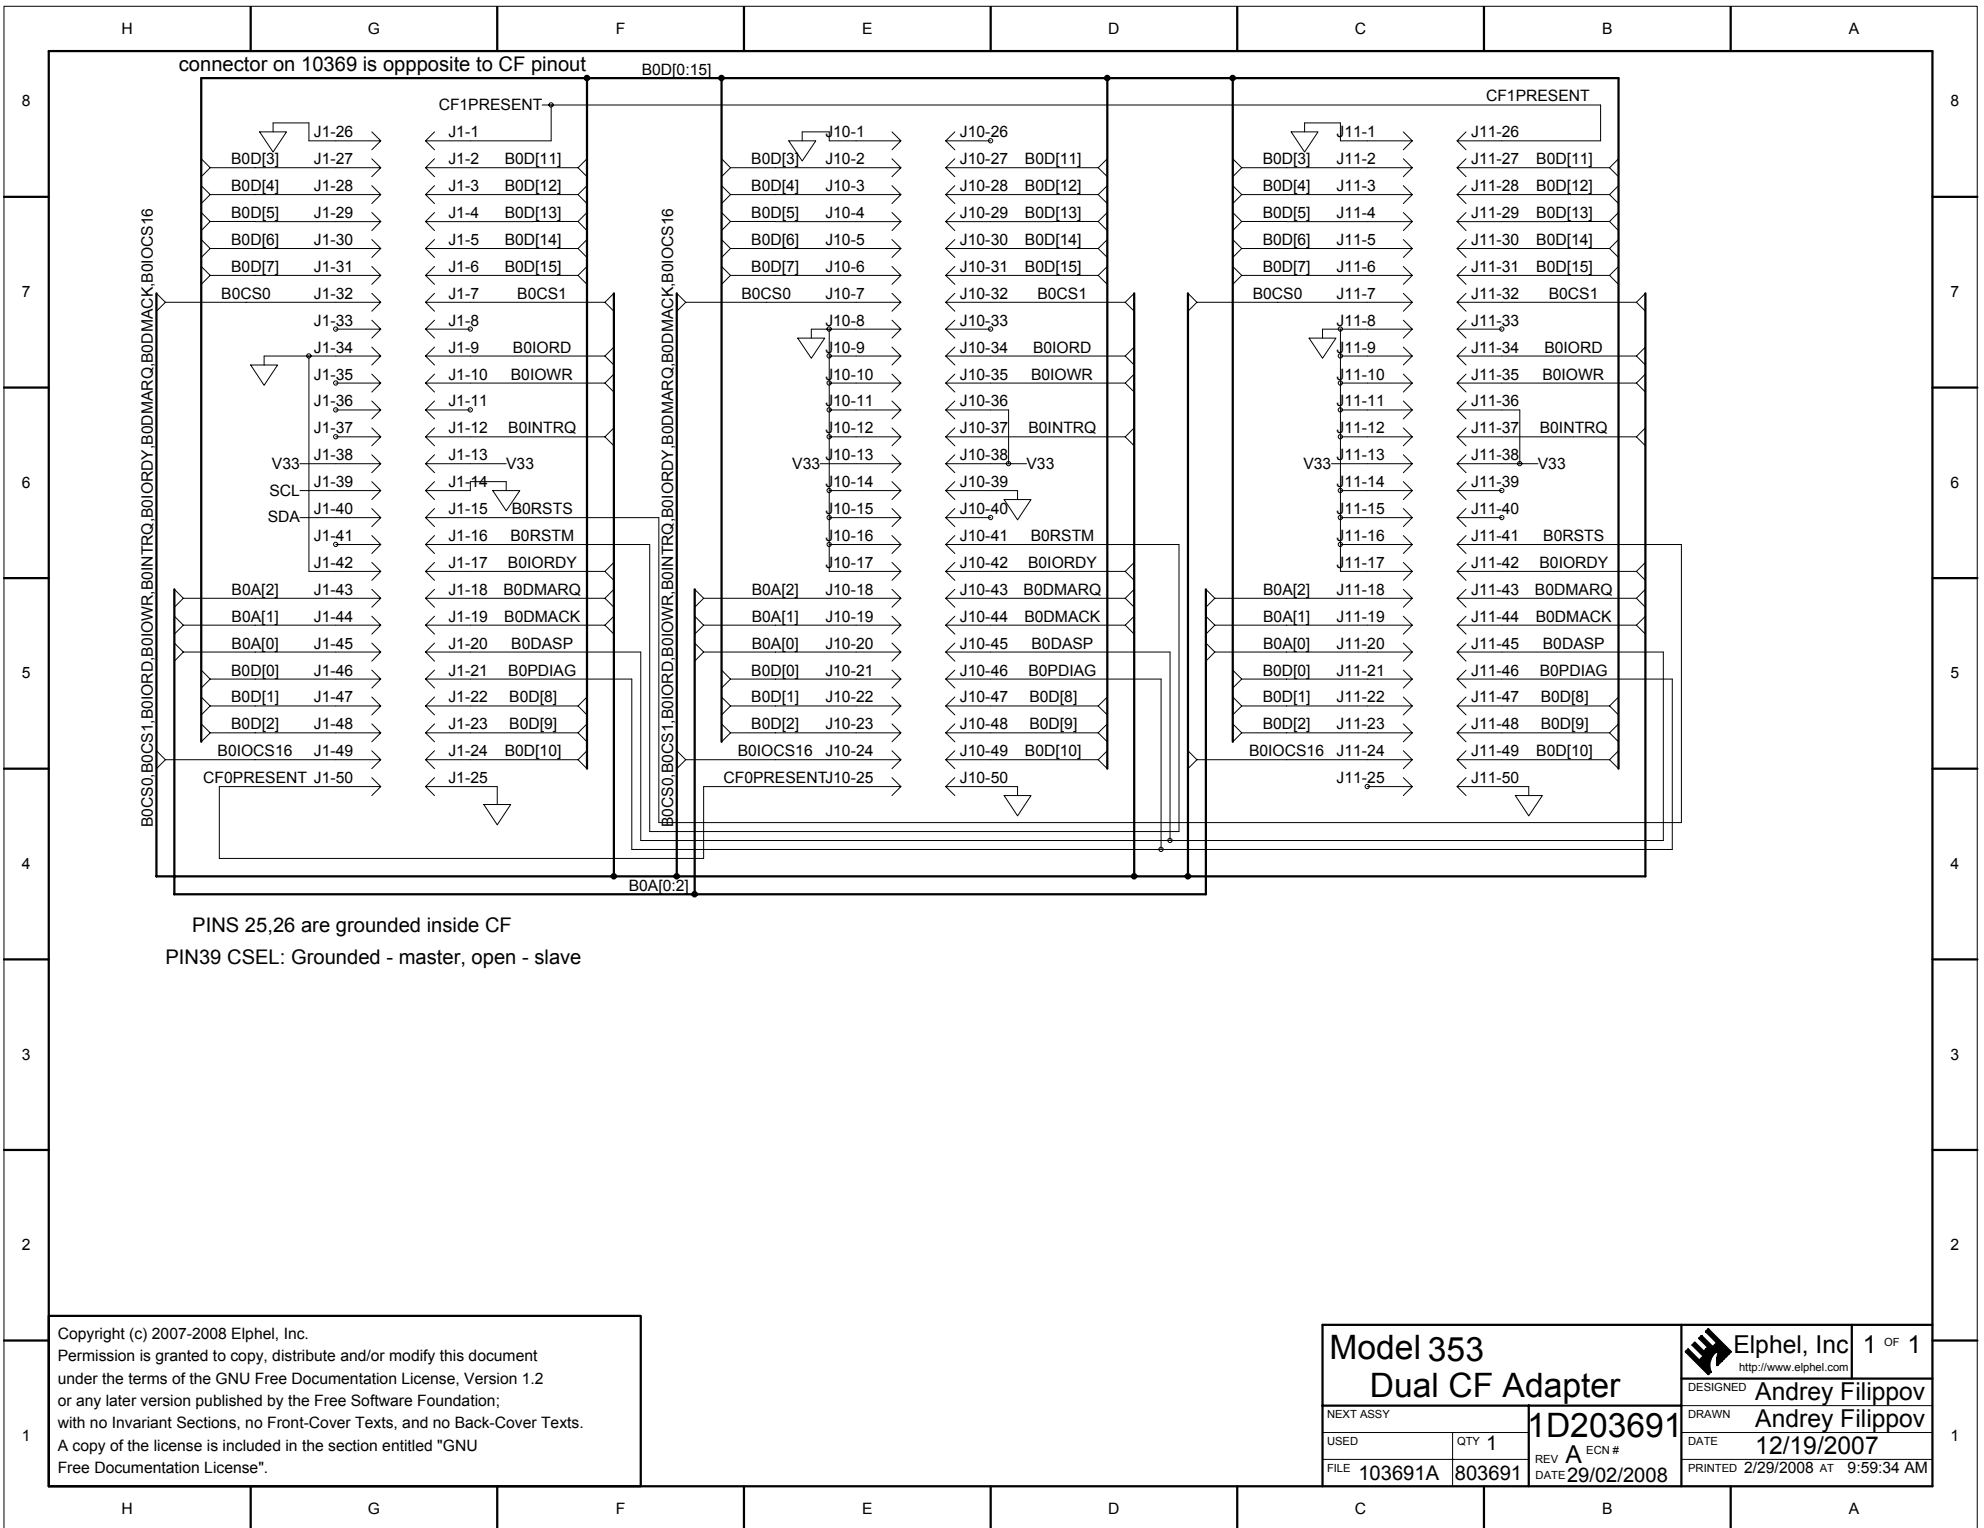 H G F E D C B A
connector on 10369 is oppposite to CF pinout
B0D[0:15]
8 8
CF1PRESENT CF1PRESENT
J1-26 J1-1 J10-1 J10-26 J11-1 J11-26
B0D[3] J1-27 J1-2 B0D[11] B0D[3] J10-2 J10-27 B0D[11] B0D[3] J11-2 J11-27 B0D[11]
B0D[4] J1-28 J1-3 B0D[12] B0D[4] J10-3 J10-28 B0D[12] B0D[4] J11-3 J11-28 B0D[12]
B0D[5] J1-29 J1-4 B0D[13] B0D[5] J10-4 J10-29 B0D[13] B0D[5] J11-4 J11-29 B0D[13]
B0D[6] J1-30 J1-5 B0D[14] B0D[6] J10-5 J10-30 B0D[14] B0D[6] J11-5 J11-30 B0D[14]
B0D[7] J1-31 J1-6 B0D[15] B0D[7] J10-6 J10-31 B0D[15] B0D[7] J11-6 J11-31 B0D[15]
7 7
B0CS0 J1-32 J1-7 B0CS1 B0CS0 J10-7 J10-32 B0CS1 B0CS0 J11-7 J11-32 B0CS1
J1-33 J1-8 J10-8 J10-33 J11-8 J11-33
J1-34 J1-9 B0IORD J10-9 J10-34 B0IORD J11-9 J11-34 B0IORD
J1-35 J1-10 B0IOWR J10-10 J10-35 B0IOWR J11-10 J11-35 B0IOWR
J1-36 J1-11 J10-11 J10-36 J11-11 J11-36
J1-37 J1-12 B0INTRQ J10-12 J10-37 B0INTRQ J11-12 J11-37 B0INTRQ
V33 J1-38 J1-13 V33 V33 J10-13 J10-38 V33 V33 J11-13 J11-38 V33
6 6
SCL J1-39 J1-14 J10-14 J10-39 J11-14 J11-39
SDA J1-40 J1-15 B0RSTS J10-15 J10-40 J11-15 J11-40
J1-41 J1-16 B0RSTM J10-16 J10-41 B0RSTM J11-16 J11-41 B0RSTS
J1-42 J1-17 B0IORDY J10-17 J10-42 B0IORDY J11-17 J11-42 B0IORDY
B0A[2] J1-43 J1-18 B0DMARQ B0A[2] J10-18 J10-43 B0DMARQ B0A[2] J11-18 J11-43 B0DMARQ
B0A[1] J1-44 J1-19 B0DMACK B0A[1] J10-19 J10-44 B0DMACK B0A[1] J11-19 J11-44 B0DMACK
B0A[0] J1-45 J1-20 B0DASP B0A[0] J10-20 J10-45 B0DASP B0A[0] J11-20 J11-45 B0DASP
5 5
B0D[0] J1-46 J1-21 B0PDIAG B0D[0] J10-21 J10-46 B0PDIAG B0D[0] J11-21 J11-46 B0PDIAG
B0D[1] J1-47 J1-22 B0D[8] B0D[1] J10-22 J10-47 B0D[8] B0D[1] J11-22 J11-47 B0D[8]
B0D[2] J1-48 J1-23 B0D[9] B0D[2] J10-23 J10-48 B0D[9] B0D[2] J11-23 J11-48 B0D[9]
B0IOCS16 J1-49 J1-24 B0D[10] B0IOCS16 J10-24 J10-49 B0D[10] B0IOCS16 J11-24 J11-49 B0D[10]
CF0PRESENT J1-50 J1-25 CF0PRESENT J10-25 J10-50 J11-25 J11-50
B0CS0,B0CS1,B0IORD,B0IOWR,B0INTRQ,B0IORDY,B0DMARQ,B0DMACK,B0IOCS16
B0CS0,B0CS1,B0IORD,B0IOWR,B0INTRQ,B0IORDY,B0DMARQ,B0DMACK,B0IOCS16
4 4
B0A[0:2]
PINS 25,26 are grounded inside CF
PIN39 CSEL: Grounded - master, open - slave
3 3
2 2
Copyright (c) 2007-2008 Elphel, Inc.
Permission is granted to copy, distribute and/or modify this document
under the terms of the GNU Free Documentation License, Version 1.2
or any later version published by the Free Software Foundation;
with no Invariant Sections, no Front-Cover Texts, and no Back-Cover Texts.
A copy of the license is included in the section entitled "GNU
Free Documentation License".
1 1
Model 353
Dual CF Adapter
NEXT ASSY
USED
QTY 1
FILE 103691A 803691
1D203691
REV A ECN #
DATE 29/02/2008
Elphel, Inc
http://www.elphel.com
1 OF 1
DESIGNED Andrey Filippov
DRAWN Andrey Filippov
DATE 12/19/2007
PRINTED 2/29/2008 AT 9:59:34 AM
H G F E D C B A